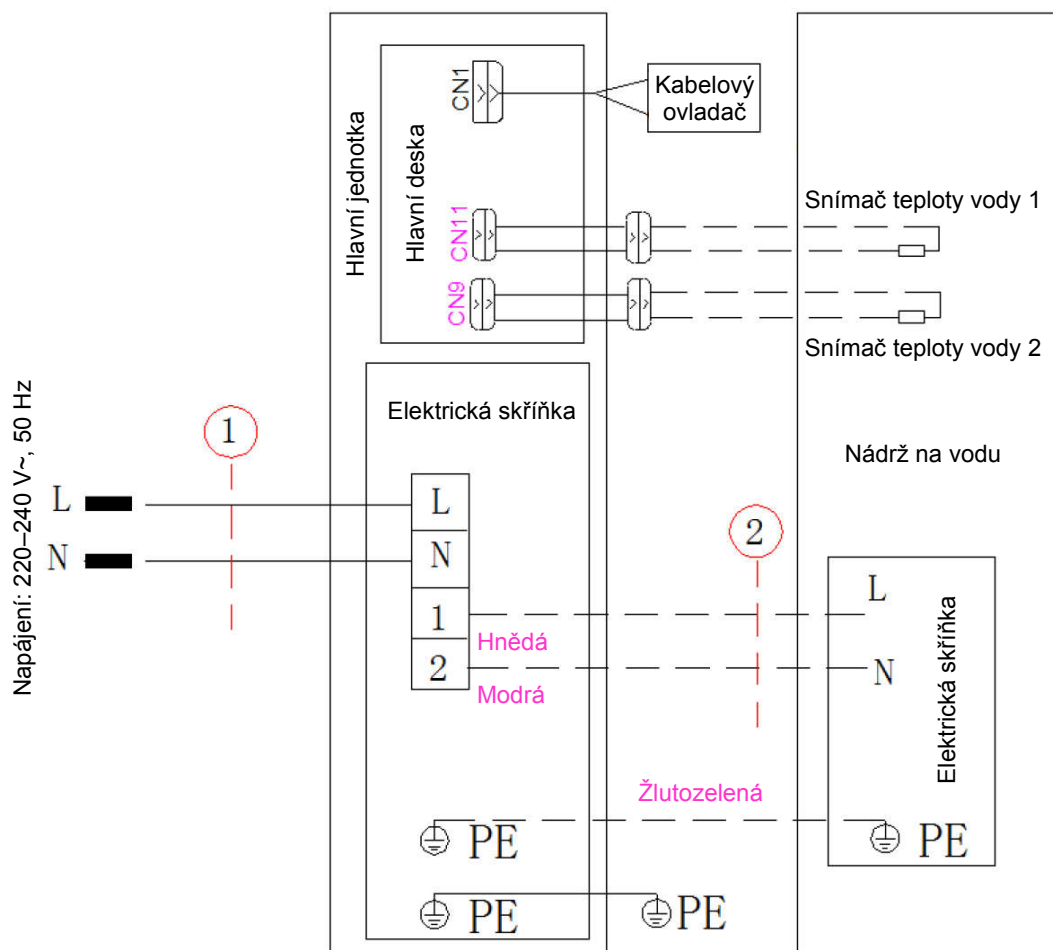 Napájení: 220–240 V~, 50 Hz
L
N
1
Hlavní jednotka
Hlavní deska
CN1
Kabelový
ovladač
CN11
CN9
Snímač teploty vody 1
Snímač teploty vody 2
Elektrická skříňka
L
N
1
2
Hnědá
Modrá
Žlutozelená
PE
PE
PE
2
Nádrž na vodu
Elektrická skříňka
L
N
PE